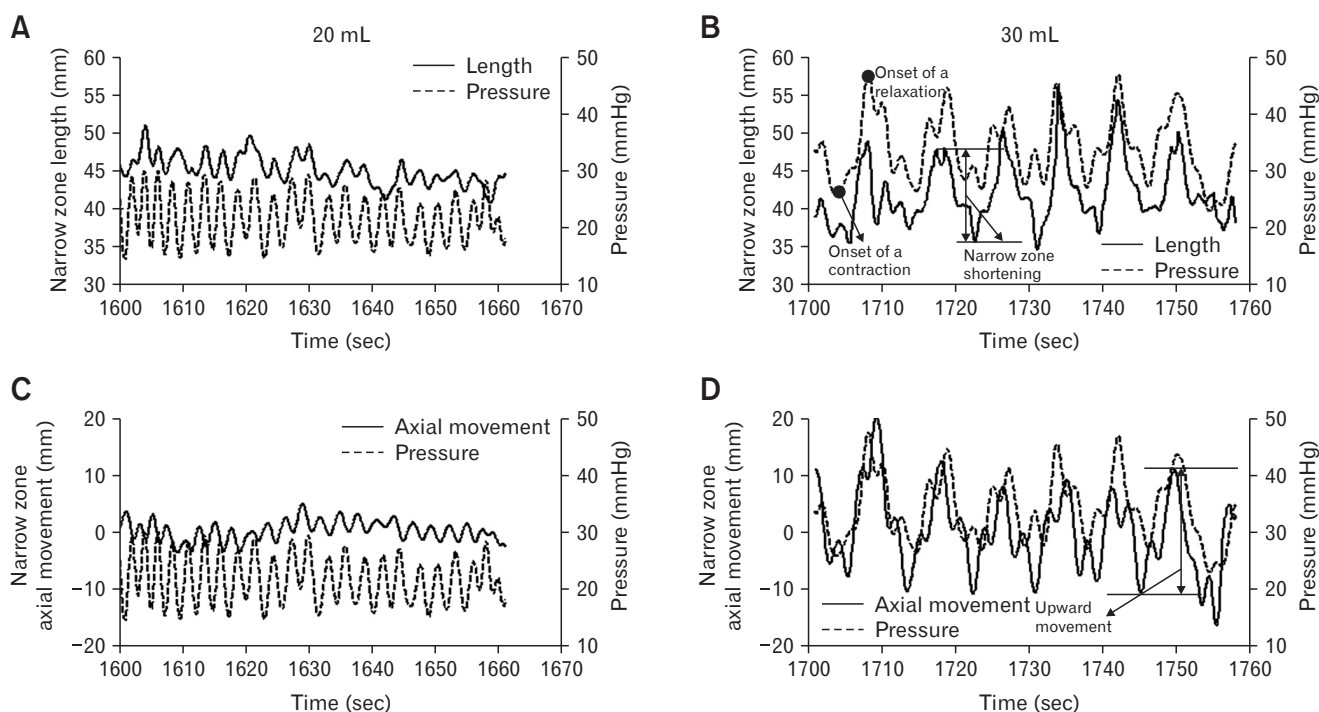 A
20 mL
Narrow zone length (mm)
60
55
50
45
40
35
30
Length
Pressure
50
40
30
20
10
Pressure (mmHg)
1600 1610 1620 1630 1640 1650 1660 1670
Time (sec)
B
30 mL
Narrow zone length (mm)
60
55
50
45
40
35
30
Onset of a
relaxation
Onset of a
contraction
Narrow zone
shortening
Length
Pressure
50
40
30
20
10
Pressure (mmHg)
1700 1710 1720 1730 1740 1750 1760
Time (sec)
C
Narrow zone
axial movement (mm)
20
10
0
−10
−20
Axial movement
Pressure
50
40
30
20
10
Pressure (mmHg)
1600 1610 1620 1630 1640 1650 1660 1670
Time (sec)
D
Narrow zone
axial movement (mm)
20
10
0
−10
−20
Axial movement
Pressure
Upward
movement
50
40
30
20
10
Pressure (mmHg)
1700 1710 1720 1730 1740 1750 1760
Time (sec)